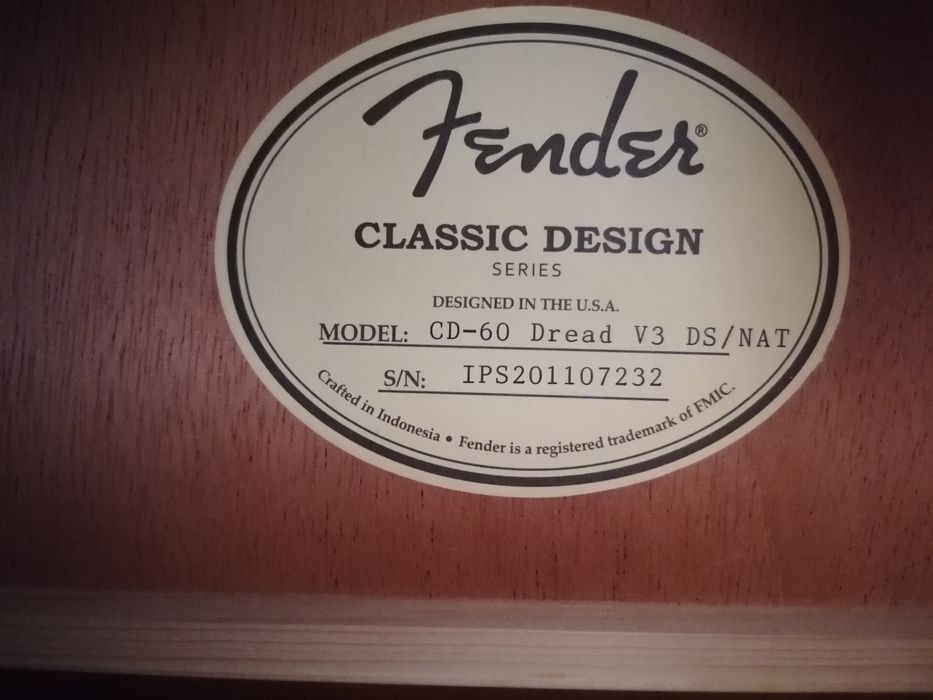 Fender®
CLASSIC DESIGN
SERIES
DESIGNED IN THE U.S.A.
MODEL: CD-60 Dread V3 DS/NAT
S/N: IPS201107232
Crafted in Indonesia • Fender is a registered trademark of FMIC.